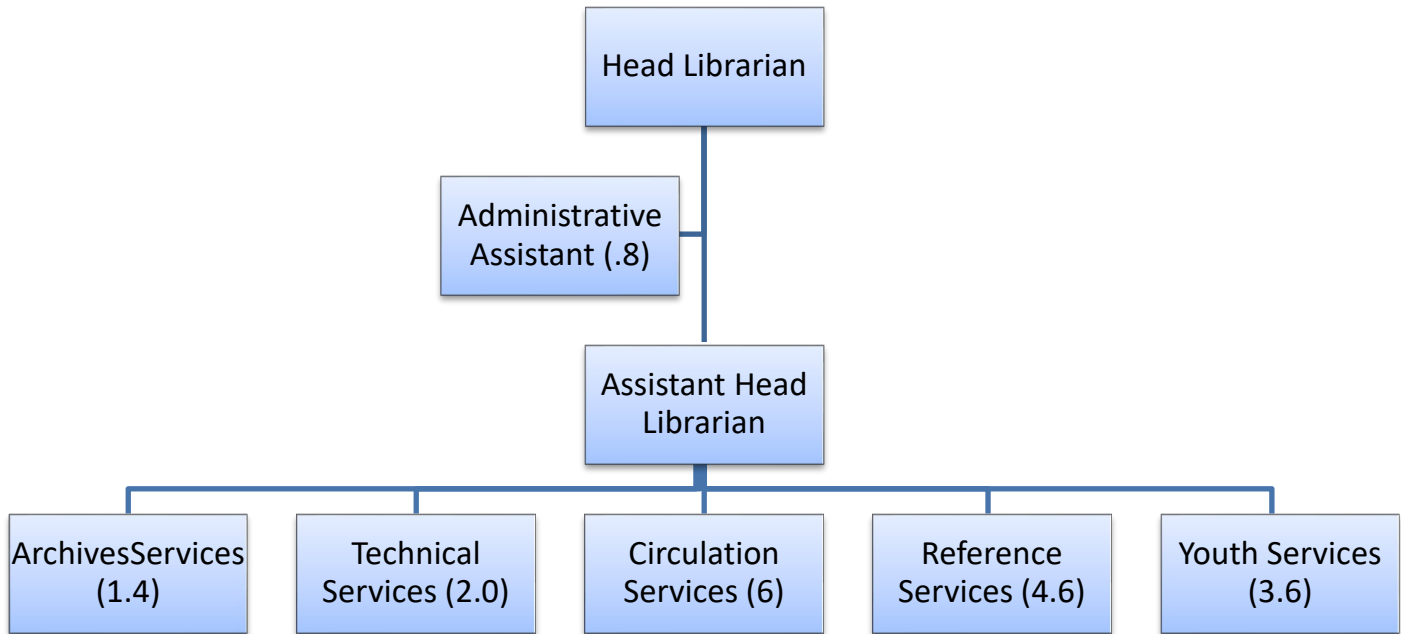 Head Librarian
Administrative
Assistant (.8)
Assistant Head
Librarian
ArchivesServices
(1.4)
Technical
Services (2.0)
Circulation
Services (6)
Reference
Services (4.6)
Youth Services
(3.6)